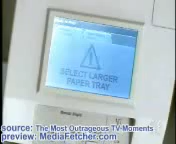 SELECT LARGER
PAPER TRAY
source: The Most Outrageous TV-Moments
preview: MediaFetcher.com